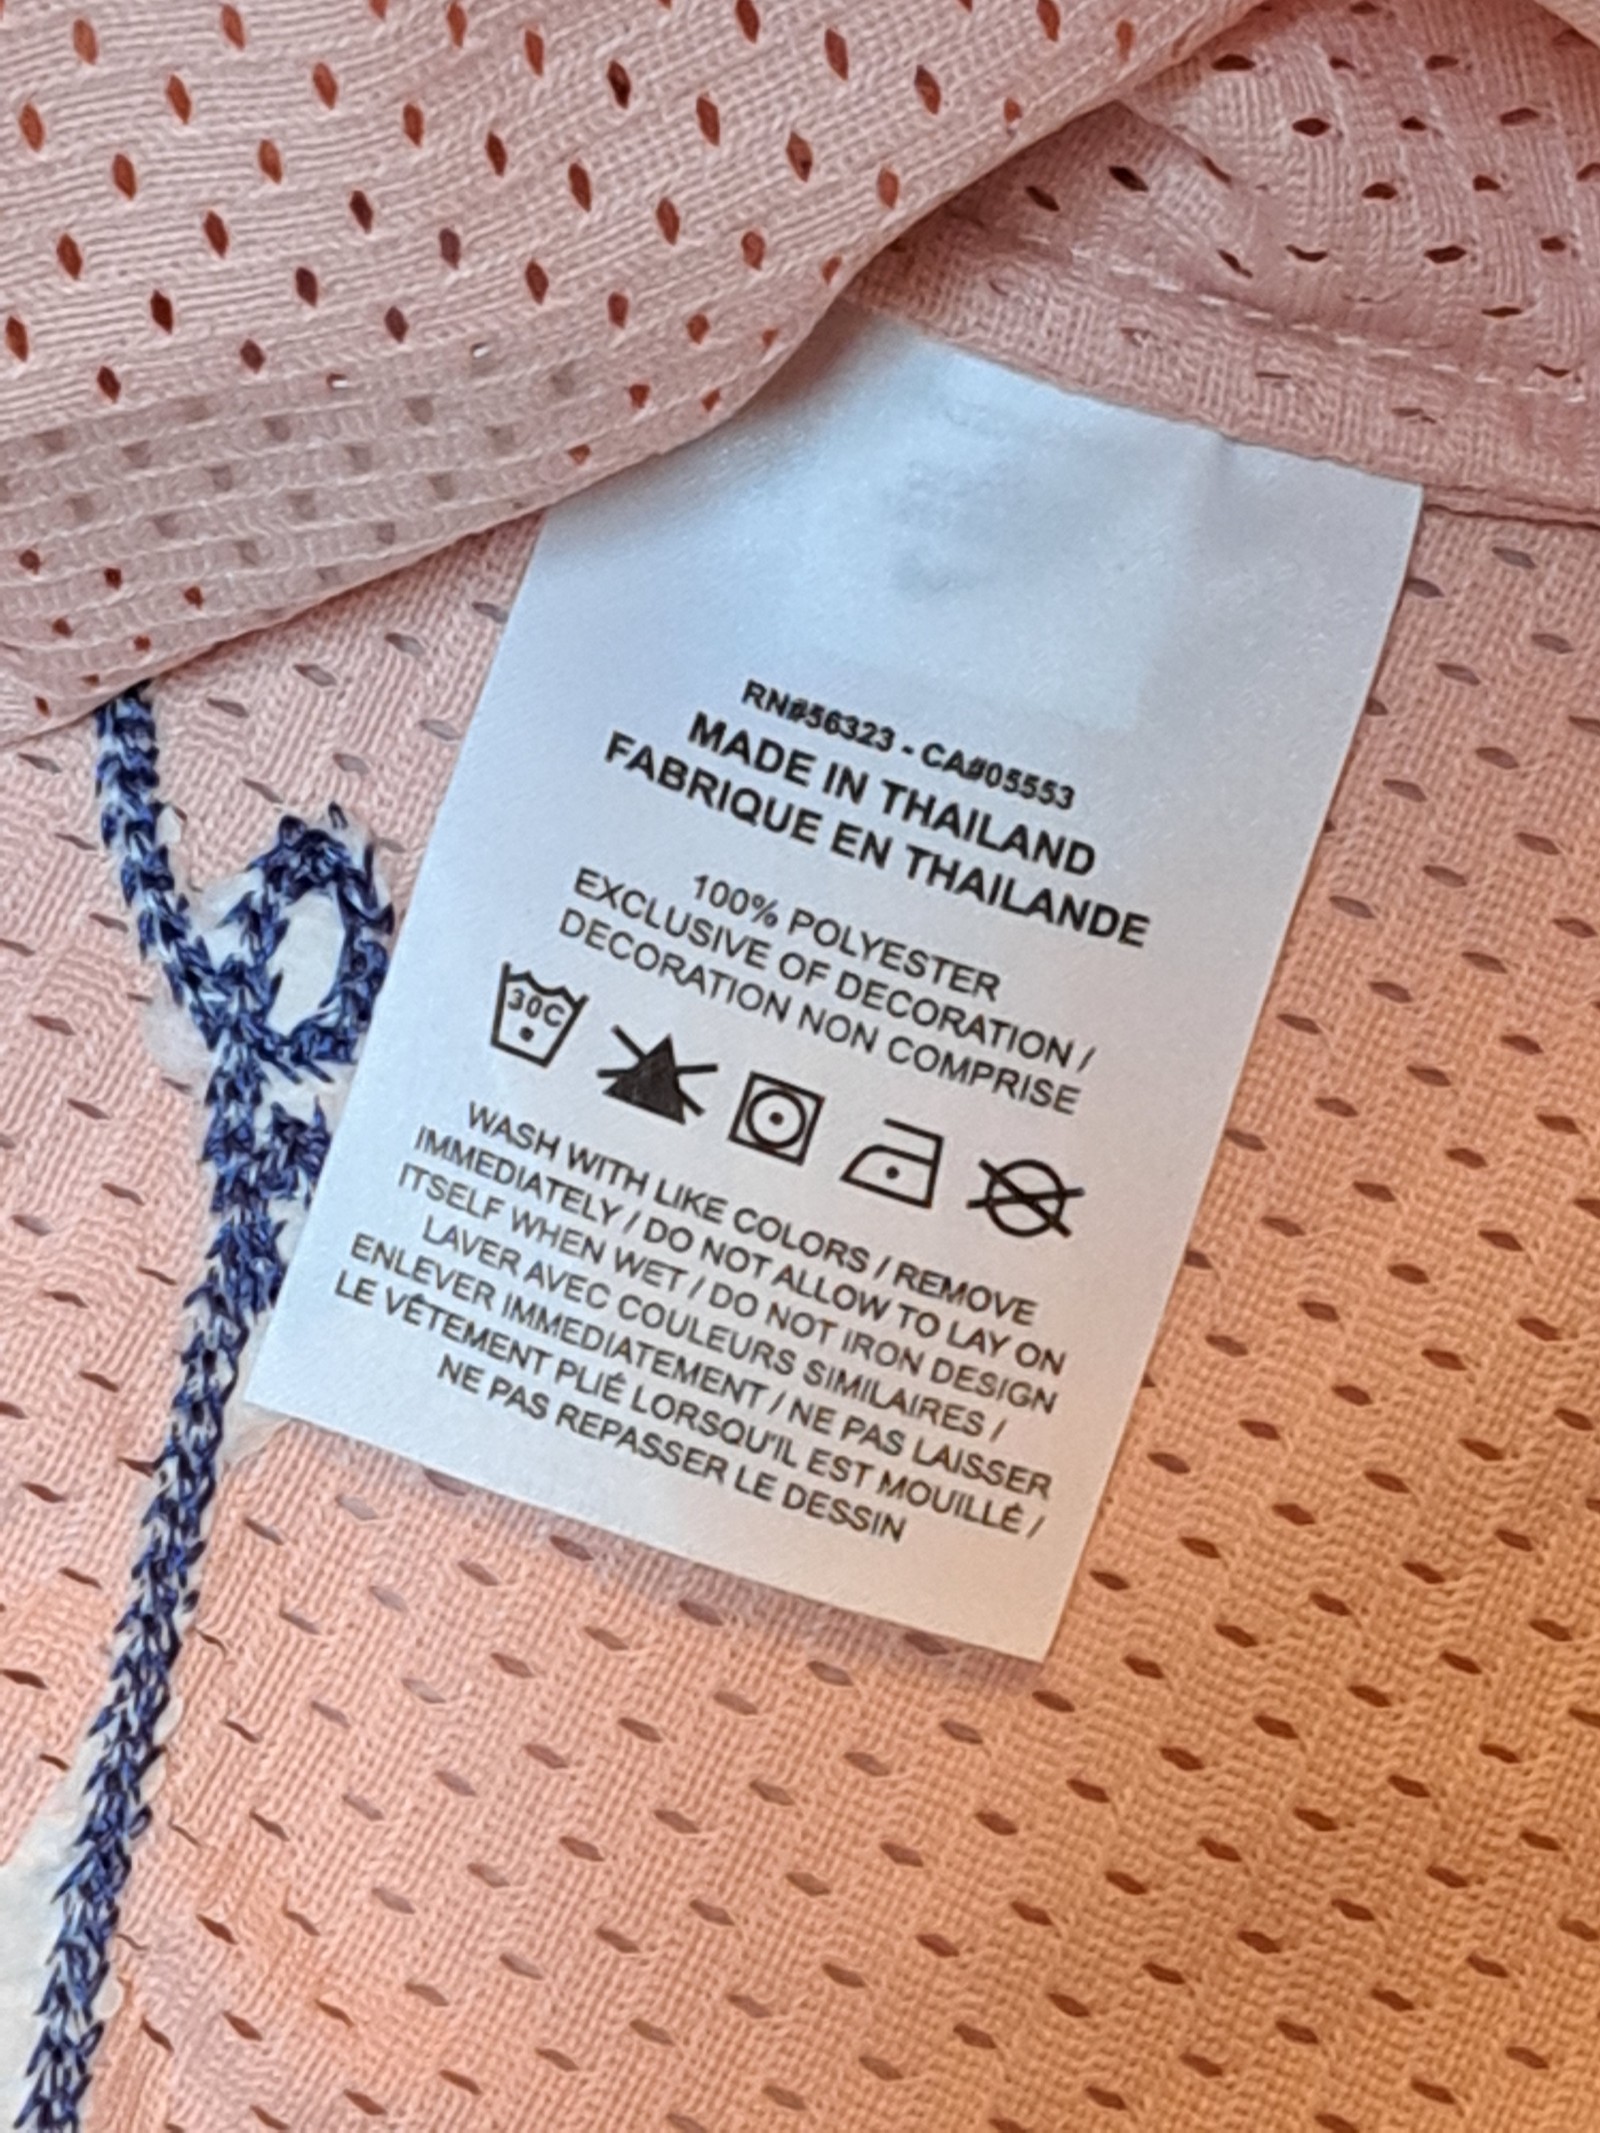 RN#56323 - CA#05553
MADE IN THAILAND
FABRIQUE EN THAILANDE
100% POLYESTER
EXCLUSIVE OF DECORATION /
DECORATION NON COMPRISE
30C
WASH WITH LIKE COLORS / REMOVE
IMMEDIATELY / DO NOT ALLOW TO LAY ON
ITSELF WHEN WET / DO NOT IRON DESIGN
LAVER AVEC COULEURS SIMILAIRES /
ENLEVER IMMEDIATEMENT / NE PAS LAISSER
LE VÊTEMENT PLIÉ LORSQU'IL EST MOUILLÉ /
NE PAS REPASSER LE DESSIN